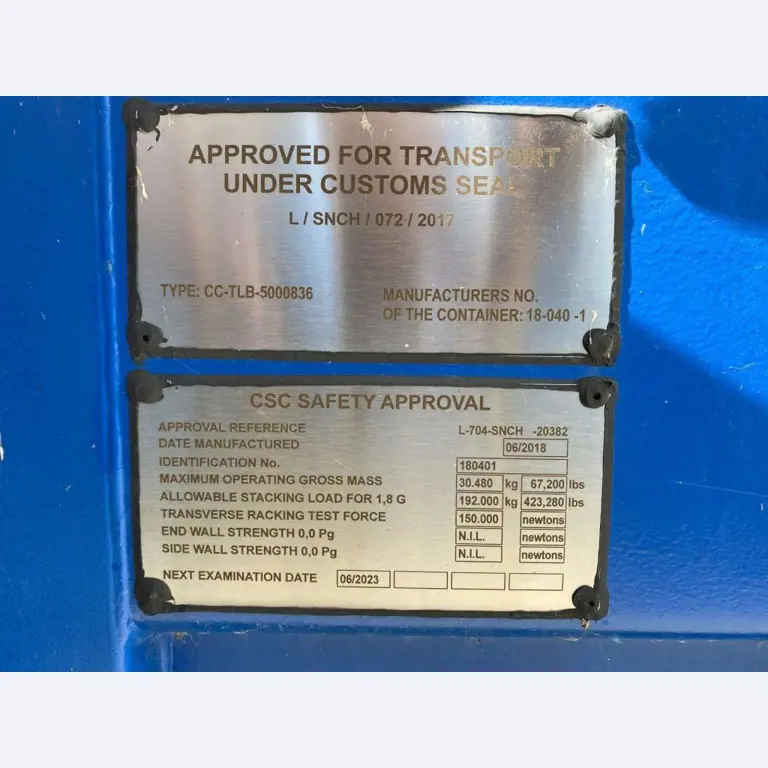 APPROVED FOR TRANSPORT
UNDER CUSTOMS SEAL
L / SNCH / 072 / 2017
TYPE: CC-TLB-5000836
MANUFACTURERS NO.
OF THE CONTAINER: 18-040 -1
CSC SAFETY APPROVAL
APPROVAL REFERENCE L-704-SNCH -20382
DATE MANUFACTURED 06/2018
IDENTIFICATION No. 180401
MAXIMUM OPERATING GROSS MASS 30.480 kg 67,200 lbs
ALLOWABLE STACKING LOAD FOR 1,8 G 192.000 kg 423,280 lbs
TRANSVERSE RACKING TEST FORCE 150.000 newtons
END WALL STRENGTH 0,0 Pg N.I.L. newtons
SIDE WALL STRENGTH 0,0 Pg N.I.L. newtons
NEXT EXAMINATION DATE 06/2023